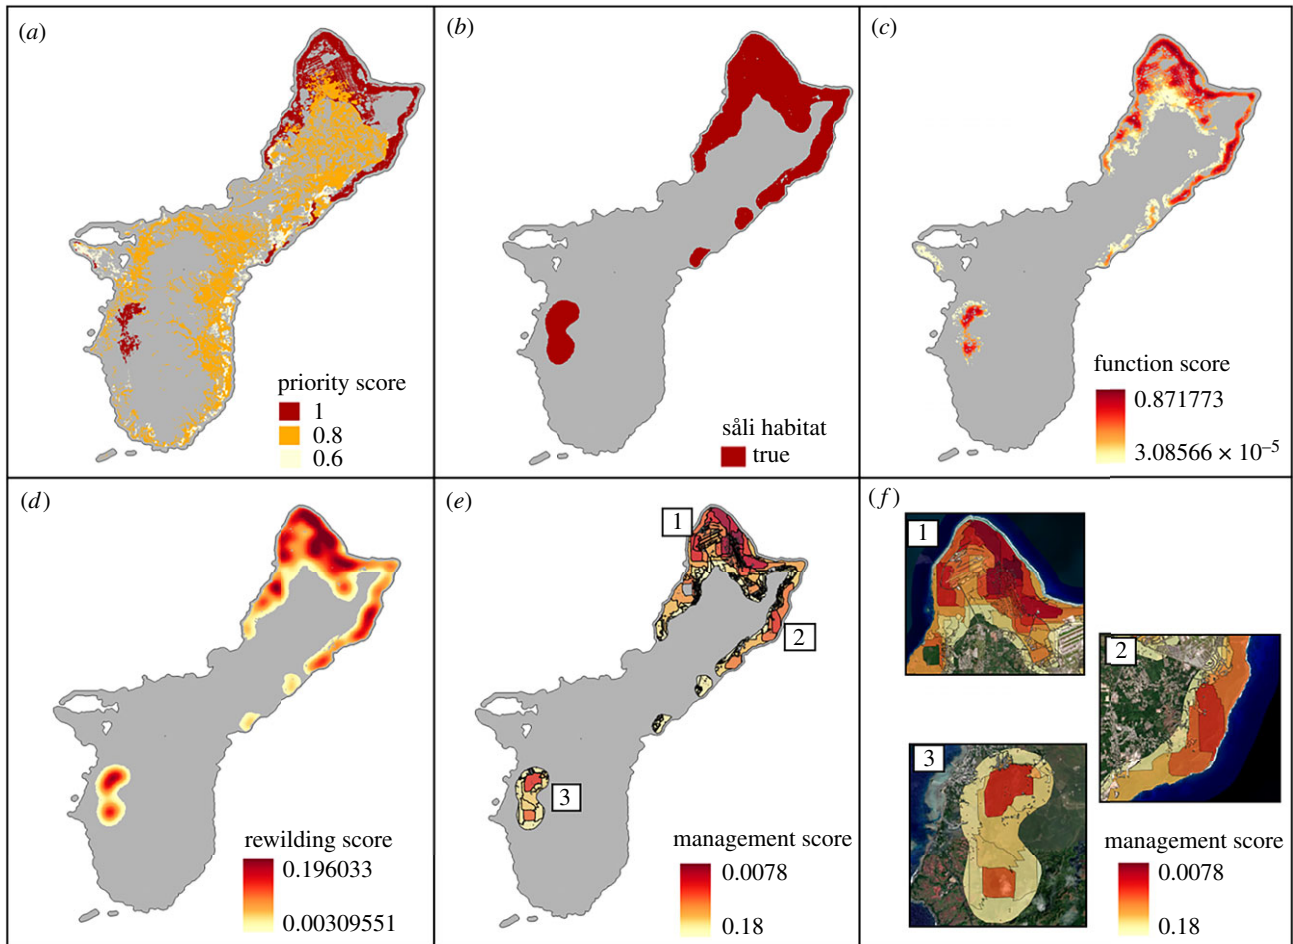 (a)
priority score
1
0.8
0.6
(b)
såli habitat
true
(c)
function score
0.871773
3.08566 × 10–5
(d)
rewilding score
0.196033
0.00309551
(e)
1
2
3
management score
0.0078
0.18
(f)
1
2
3
management score
0.0078
0.18